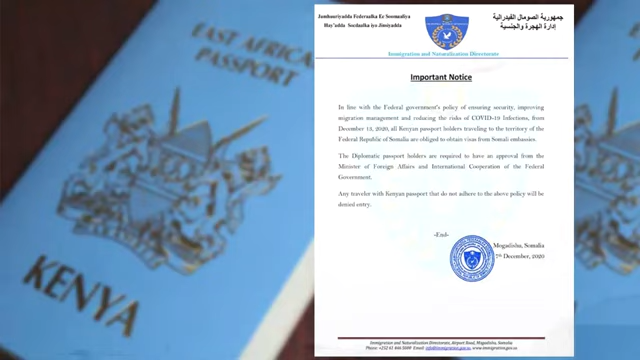 EAST AFRICA
PASSPORT
KENYA
Jamhuuriyadda Federaalka Ee Soomaaliya
Hay'adda Socdaalka iyo Jinsiyadda
جمهورية الصومال الفيدرالية
إدارة الهجرة والجنسية
Immigration and Naturalization Directorate
Important Notice
In line with the Federal government's policy of ensuring security, improving
migration management and reducing the risks of COVID-19 Infections, from
December 13, 2020, all Kenyan passport holders traveling to the territory of the
Federal Republic of Somalia are obliged to obtain visas from Somali embassies.
The Diplomatic passport holders are required to have an approval from the
Minister of Foreign Affairs and International Cooperation of the Federal
Government.
Any traveler with Kenyan passport that do not adhere to the above policy will be
denied entry.
-End-
Mogadishu, Somalia
7th December, 2020
Immigration and Naturalization Directorate, Airport Road, Mogadishu, Somalia